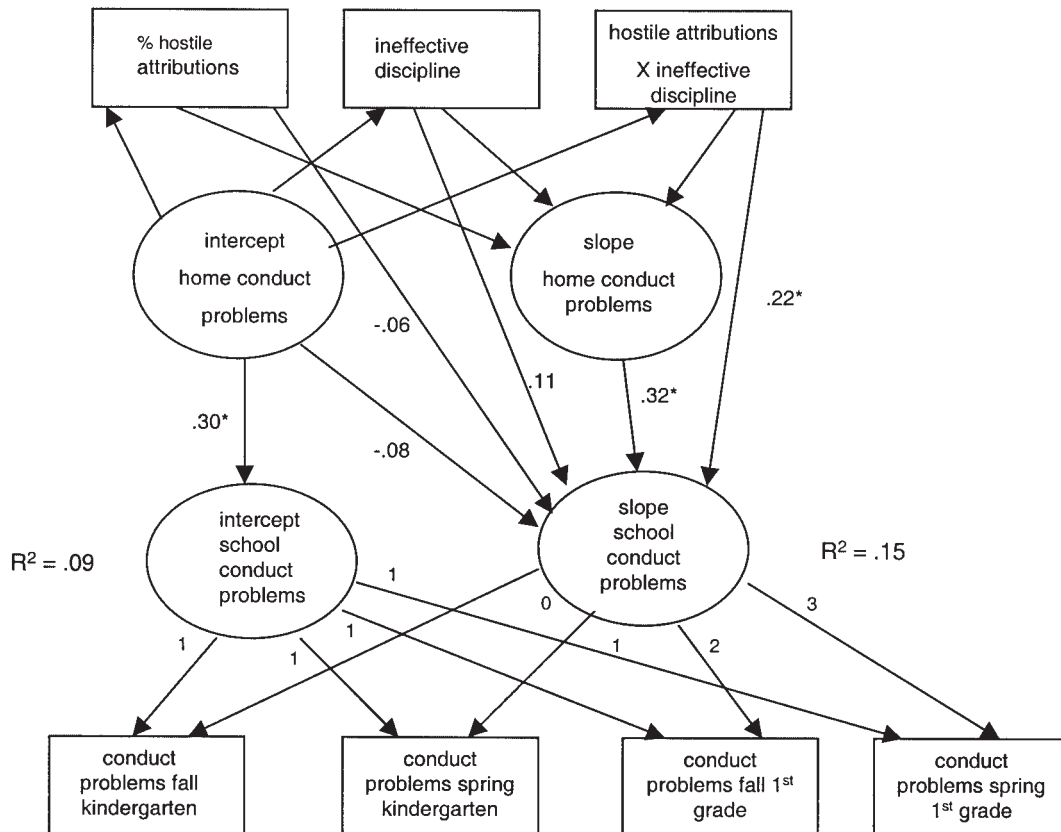 % hostile
attributions
ineffective
discipline
hostile attributions
X ineffective
discipline
intercept
home conduct
problems
slope
home conduct
problems
-.06
.11
.22*
.32*
.30*
-.08
intercept
school
conduct
problems
slope
school
conduct
problems
R² = .09
R² = .15
1
0
3
1
1
1
1
2
conduct
problems fall
kindergarten
conduct
problems spring
kindergarten
conduct
problems fall 1st
grade
conduct
problems spring
1st grade